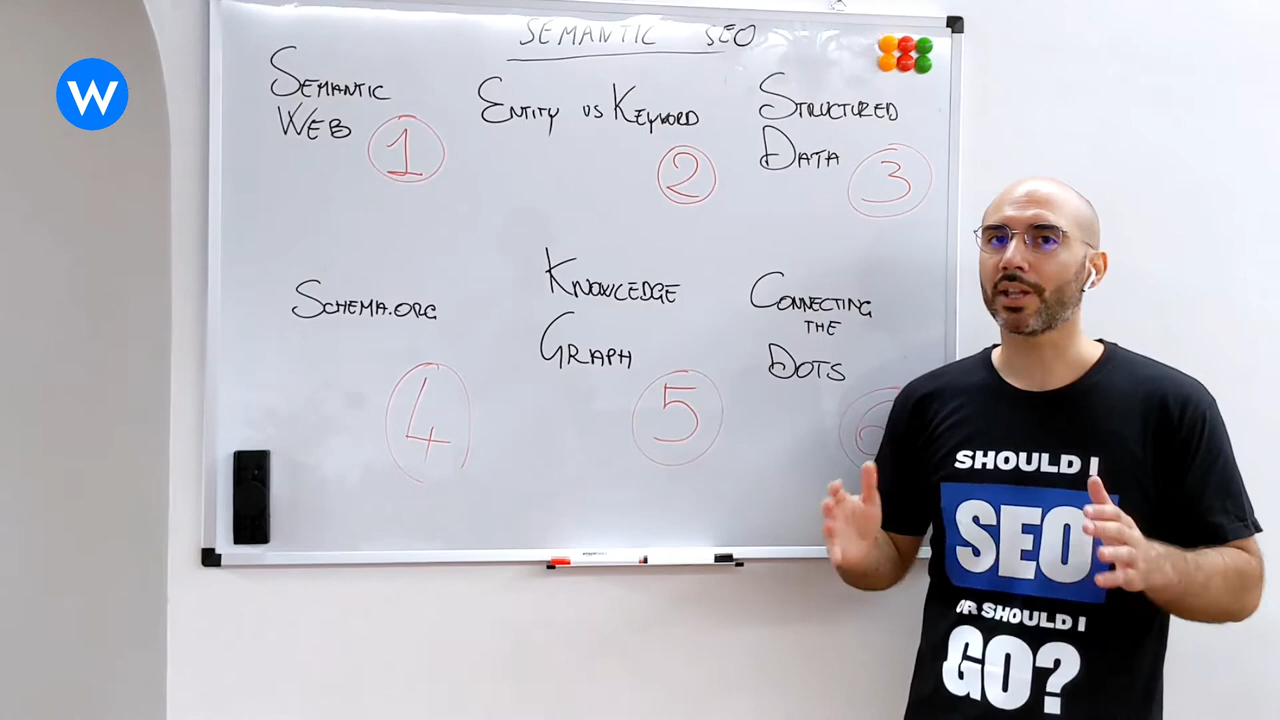 W
SEMANTIC SEO
SEMANTIC
WEB
1
ENTITY VS KEYWORD
2
STRUCTURED
DATA
3
SCHEMA.ORG
4
KNOWLEDGE
GRAPH
5
CONNECTING
THE
DOTS
6
SHOULD I
SEO
OR SHOULD I
GO?